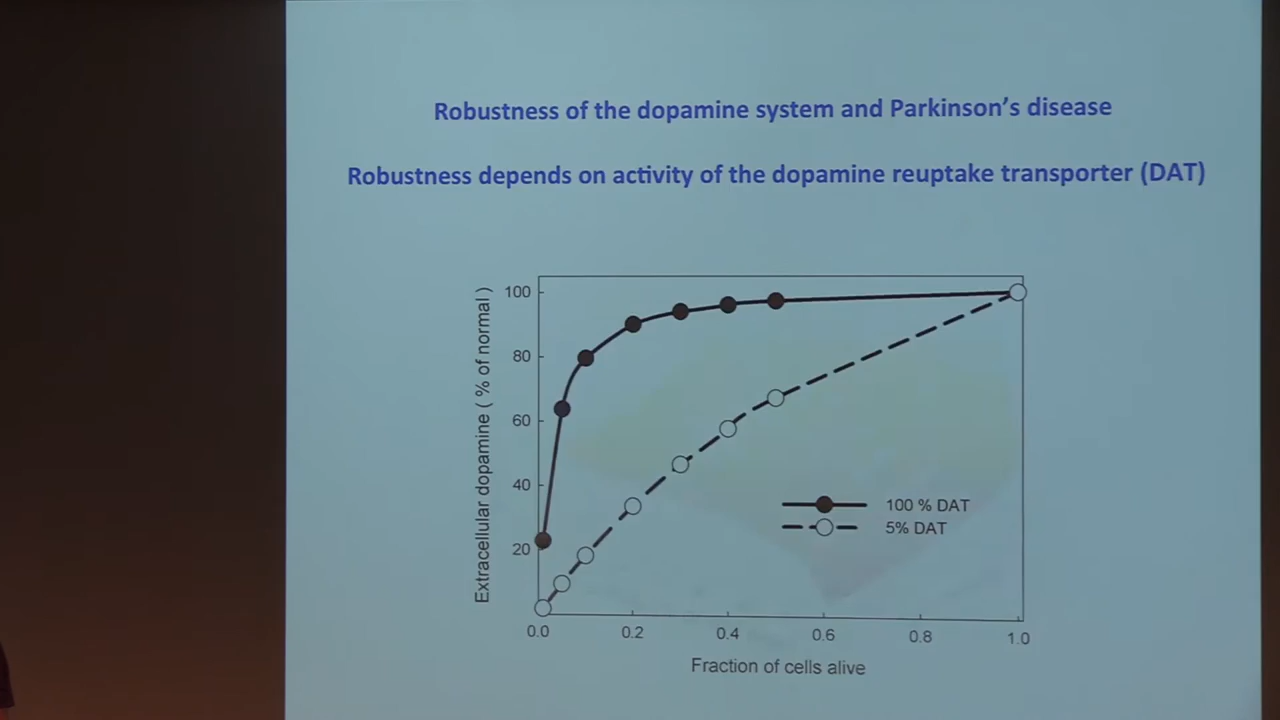 Robustness of the dopamine system and Parkinson's disease
Robustness depends on activity of the dopamine reuptake transporter (DAT)
Extracellular dopamine ( % of normal )
100
80
60
40
20
100 % DAT
5% DAT
0.0 0.2 0.4 0.6 0.8 1.0
Fraction of cells alive